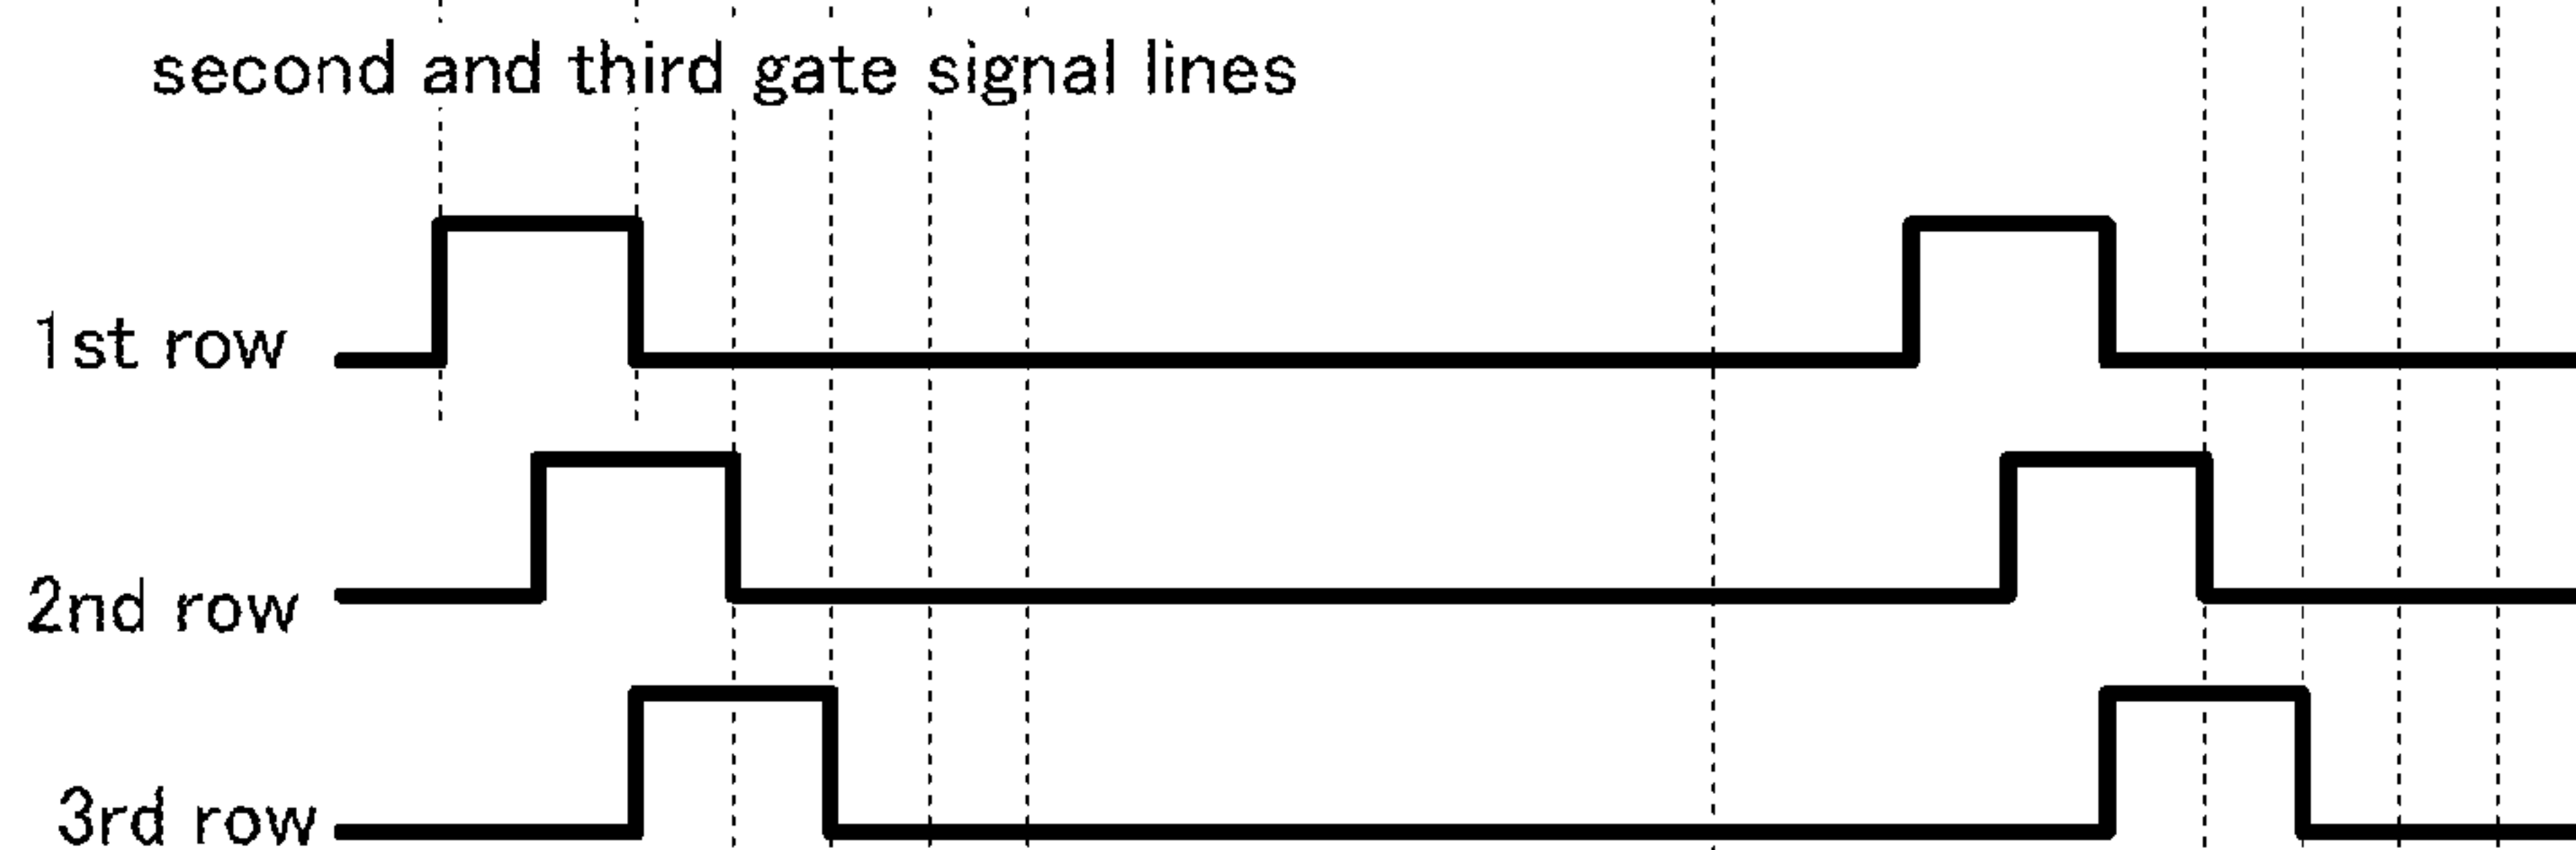 second and third gate signal lines
1st row
2nd row
3rd row